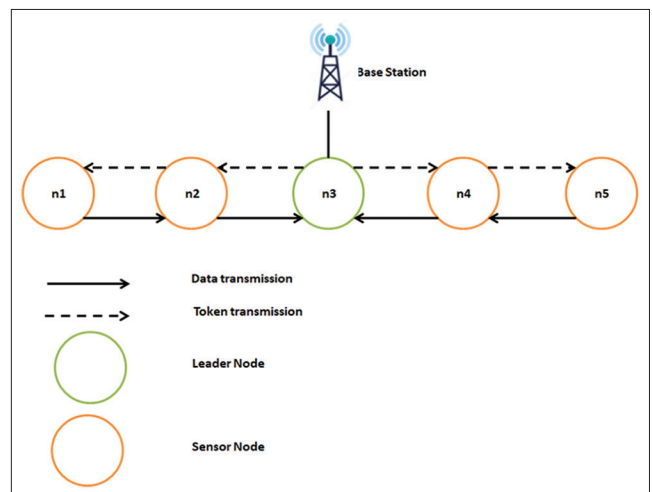 Base Station
n1 n2 n3 n4 n5
Data transmission
Token transmission
Leader Node
Sensor Node